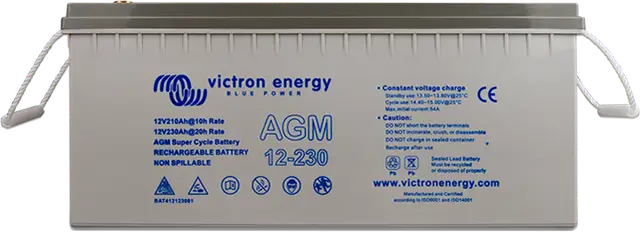 victron energy
BLUE POWER
12V210Ah@10h Rate
12V230Ah@20h Rate
AGM Super Cycle Battery
RECHARGEABLE BATTERY
NON SPILLABLE
BAT412123081
AGM
12-230
• Constant voltage charge
Standby use 13.50~13.80V@25°C
Cycle use 14.40~15.00V@25°C
Max.initial current 64A
CE
• Caution:
DO NOT short the battery terminals
DO NOT incinerate, crush, or disassemble
DO NOT charge in sealed container
Recharge after use
Pb Pb
Sealed Lead Battery
Must be recycled
or disposed of properly
www.victronenergy.com
Manufactured and Certified
according to ISO9001 and ISO14001